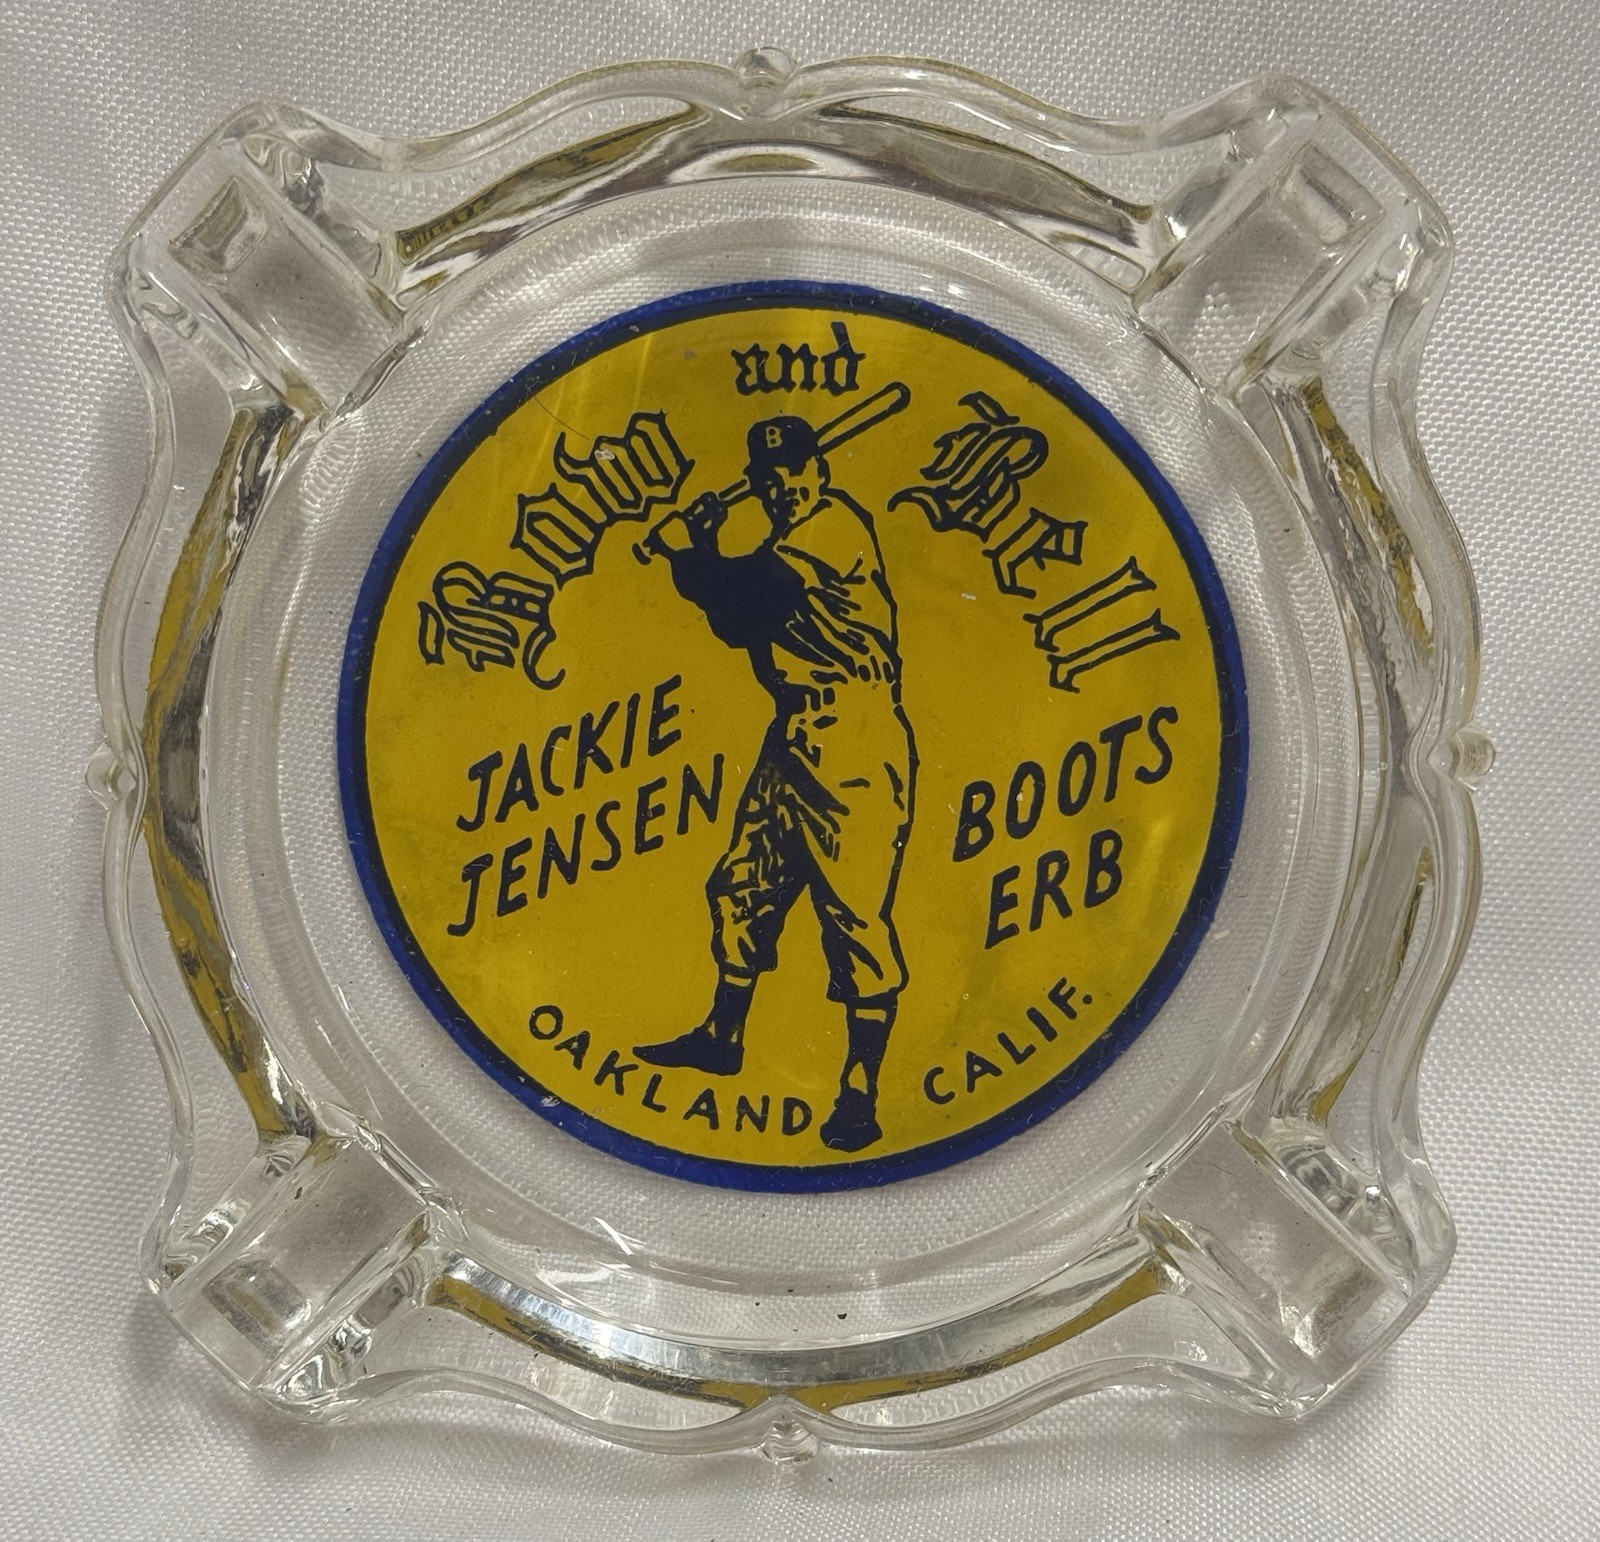 Bow and Bell
B
JACKIE
JENSEN
BOOTS
ERB
OAKLAND CALIF.